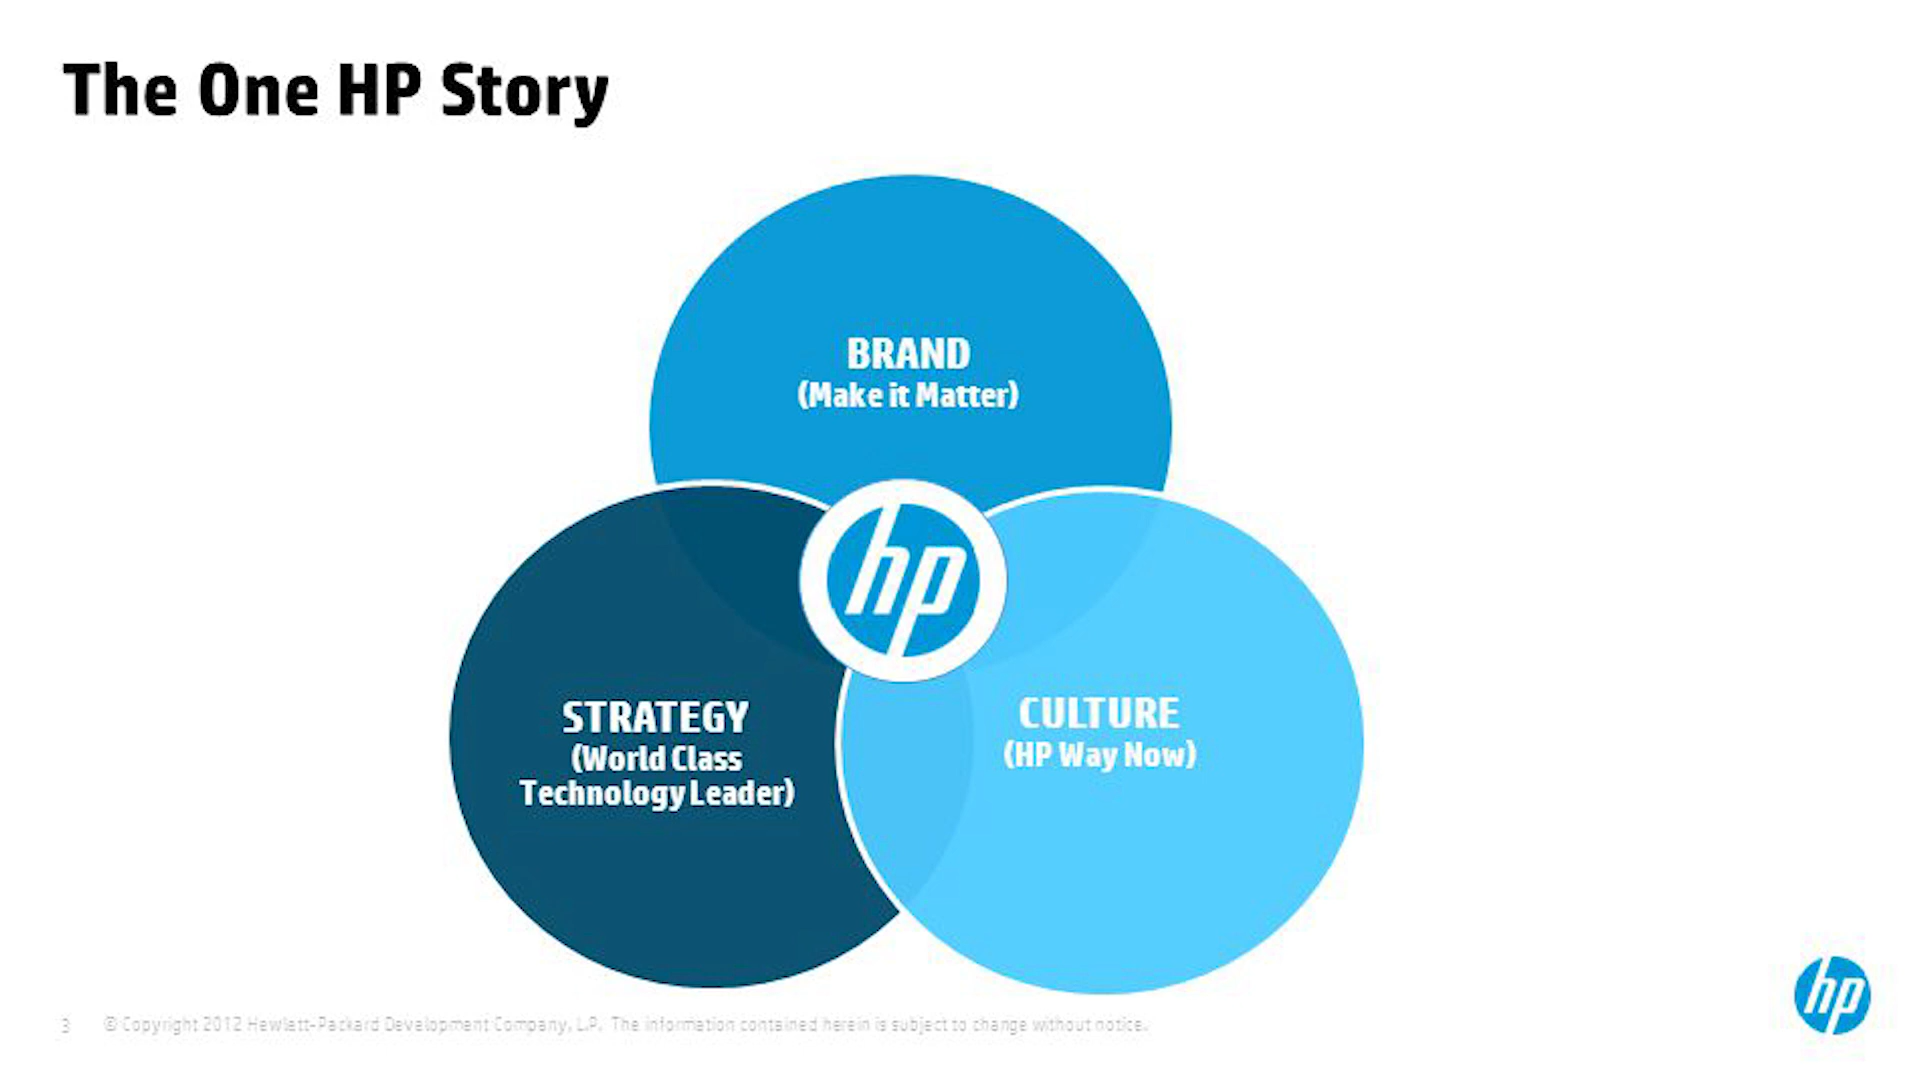 The One HP Story
BRAND
(Make it Matter)
hp
STRATEGY
(World Class
Technology Leader)
CULTURE
(HP Way Now)
hp
3 © Copyright 2012 Hewlett-Packard Development Company, L.P. The information contained herein is subject to change without notice.